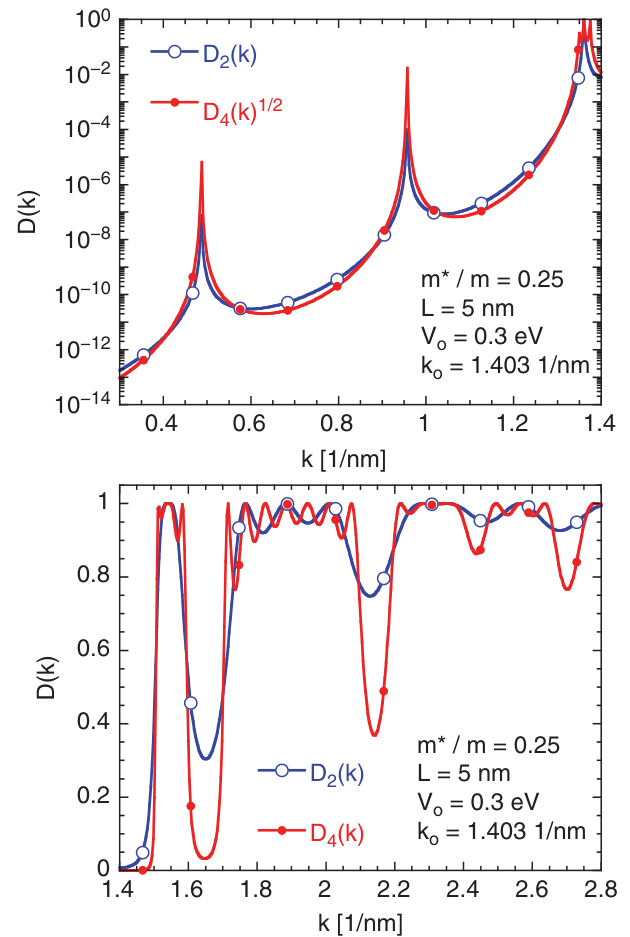 10⁰
10⁻²
10⁻⁴
10⁻⁶
10⁻⁸
10⁻¹⁰
10⁻¹²
10⁻¹⁴
D(k)
D₂(k)
D₄(k)¹/²
m* / m = 0.25
L = 5 nm
Vₒ = 0.3 eV
kₒ = 1.403 1/nm
0.4 0.6 0.8 1 1.2 1.4
k [1/nm]
1
0.8
0.6
0.4
0.2
0
D(k)
D₂(k)
D₄(k)
m* / m = 0.25
L = 5 nm
Vₒ = 0.3 eV
kₒ = 1.403 1/nm
1.4 1.6 1.8 2 2.2 2.4 2.6 2.8
k [1/nm]